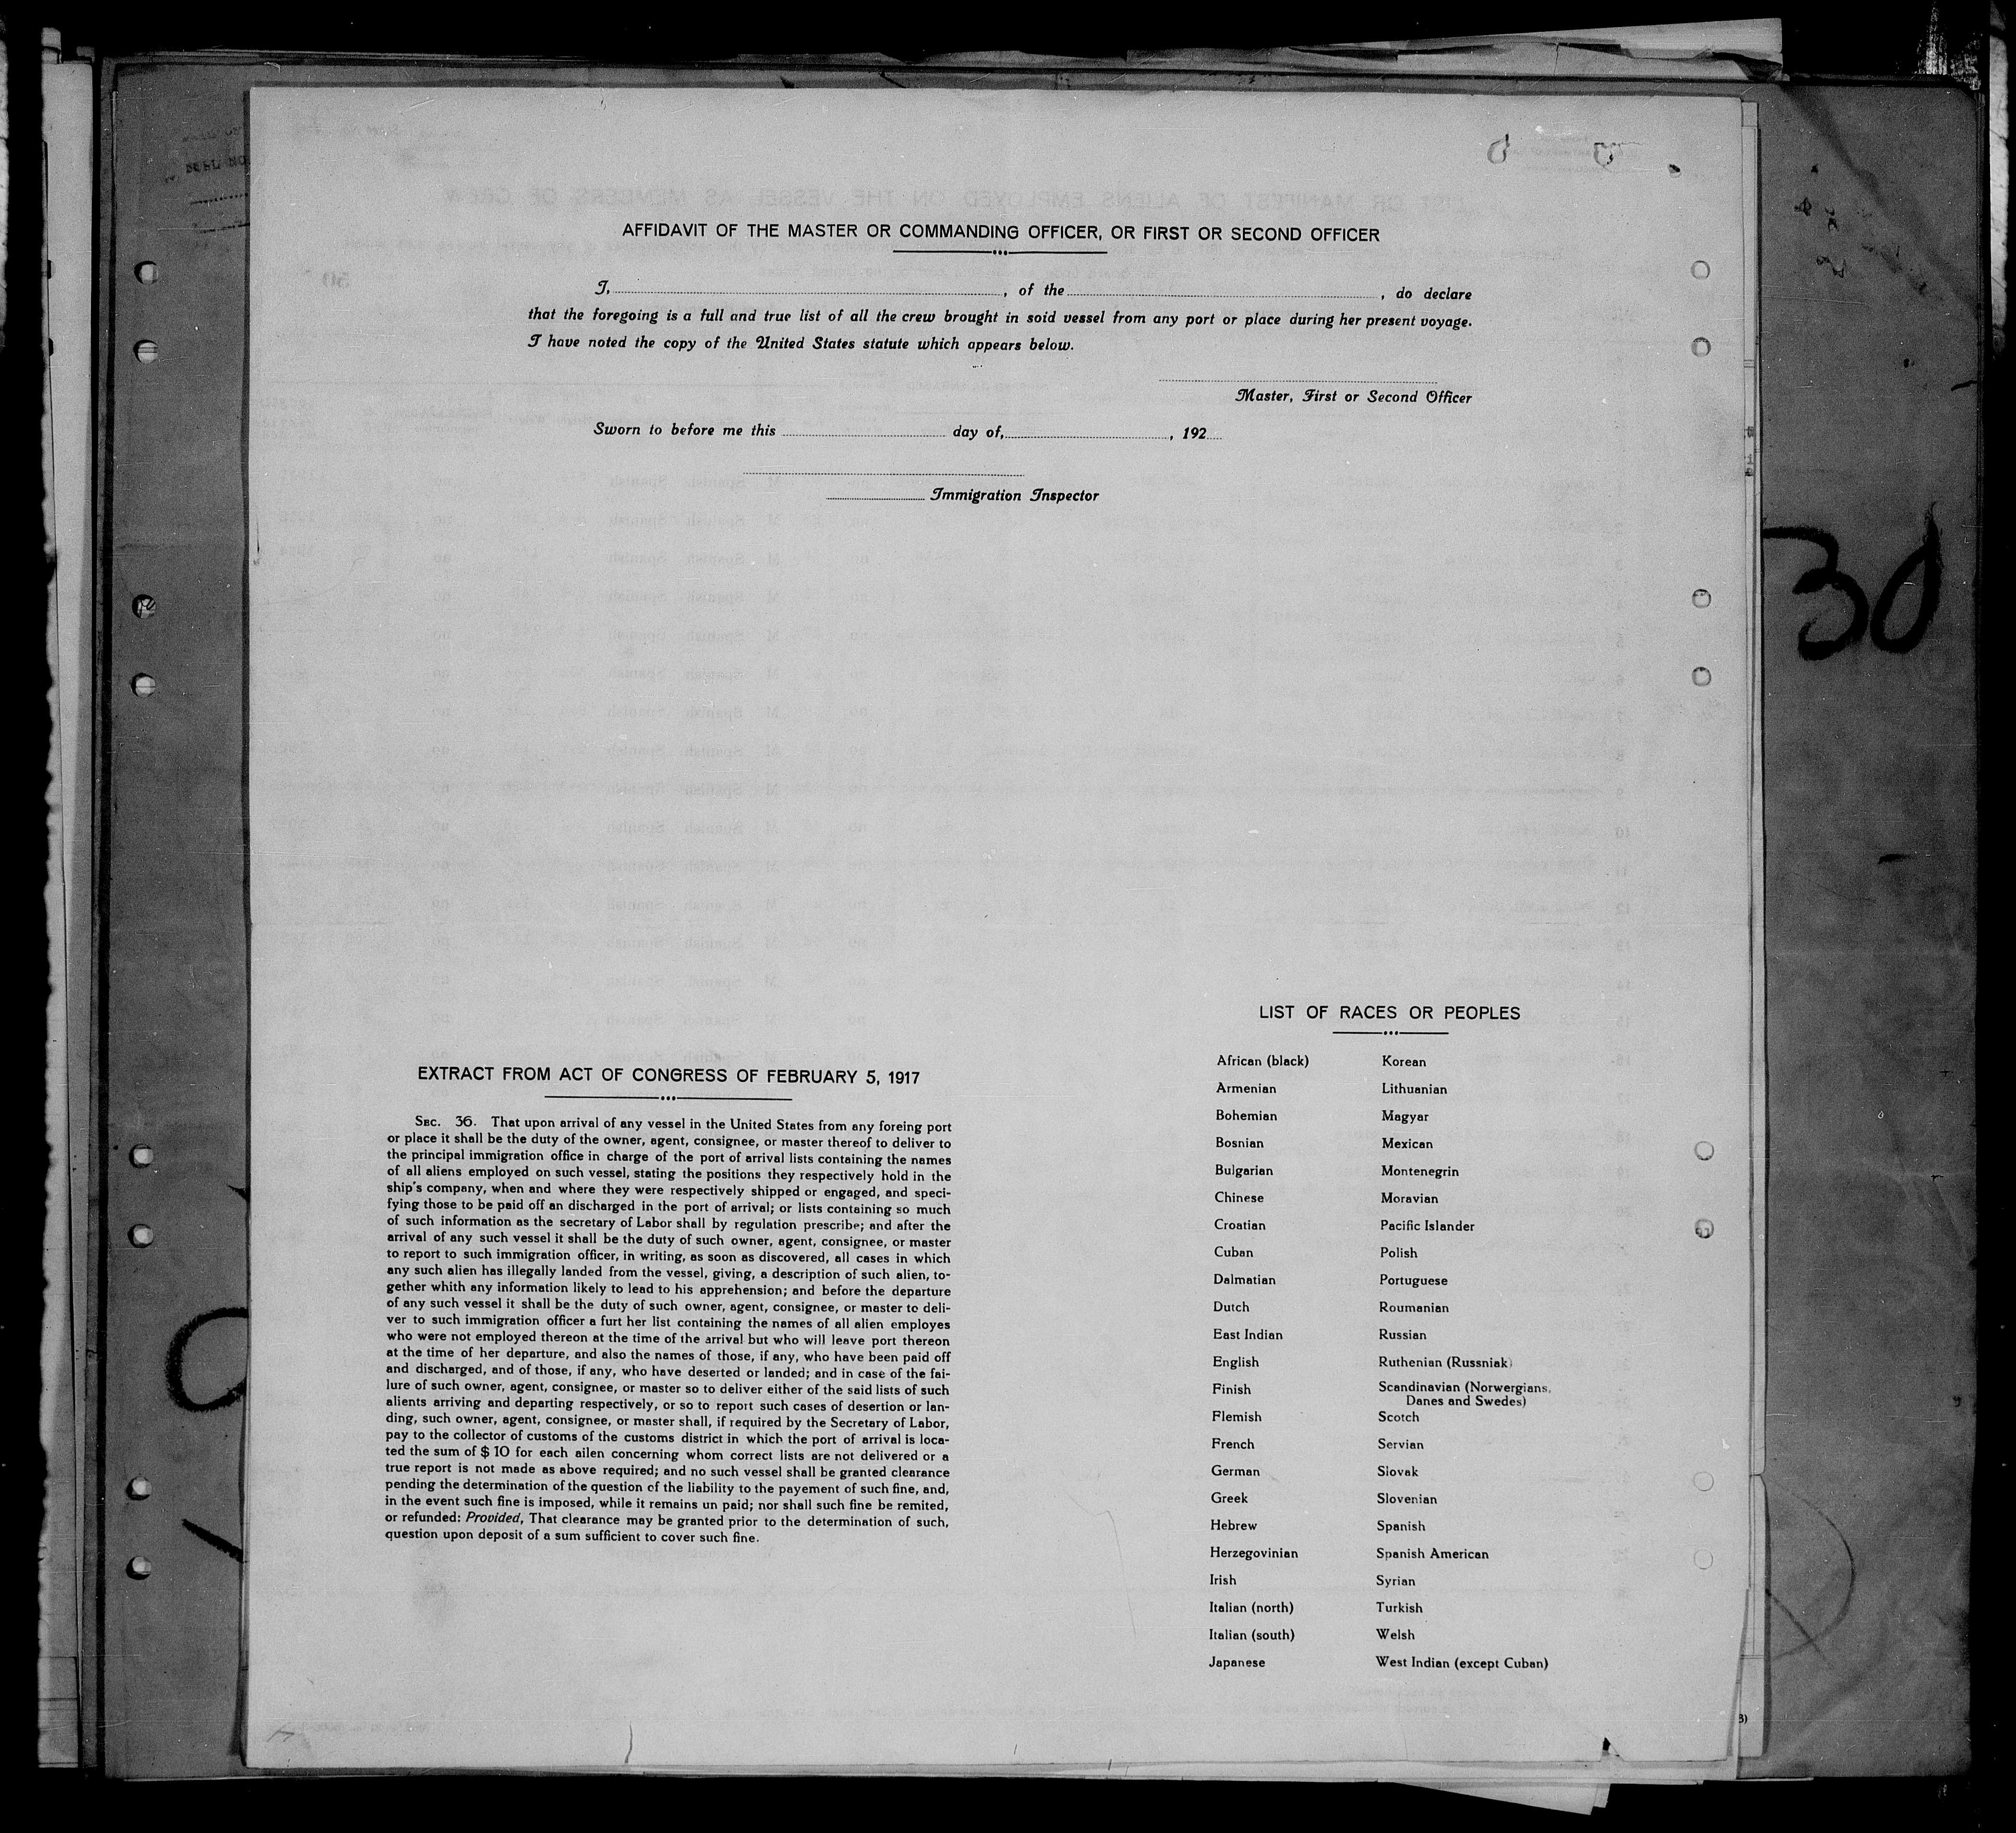 AFFIDAVIT OF THE MASTER OR COMMANDING OFFICER, OR FIRST OR SECOND OFFICER
I, , of the , do declare
that the foregoing is a full and true list of all the crew brought in soid vessel from any port or place during her present voyage.
I have noted the copy of the United States statute which appears below.
Master, First or Second Officer
Sworn to before me this day of, , 192
Immigration Inspector
30
EXTRACT FROM ACT OF CONGRESS OF FEBRUARY 5, 1917
SEC. 36. That upon arrival of any vessel in the United States from any foreing port
or place it shall be the duty of the owner, agent, consignee, or master thereof to deliver to
the principal immigration office in charge of the port of arrival lists containing the names
of all aliens employed on such vessel, stating the positions they respectively hold in the
ship's company, when and where they were respectively shipped or engaged, and speci-
fying those to be paid off an discharged in the port of arrival; or lists containing so much
of such information as the secretary of Labor shall by regulation prescribe; and after the
arrival of any such vessel it shall be the duty of such owner, agent, consignee, or master
to report to such immigration officer, in writing, as soon as discovered, all cases in which
any such alien has illegally landed from the vessel, giving, a description of such alien, to-
gether whith any information likely to lead to his apprehension; and before the departure
of any such vessel it shall be the duty of such owner, agent, consignee, or master to deli-
ver to such immigration officer a furt her list containing the names of all alien employes
who were not employed thereon at the time of the arrival but who will leave port thereon
at the time of her departure, and also the names of those, if any, who have been paid off
and discharged, and of those, if any, who have deserted or landed; and in case of the fai-
lure of such owner, agent, consignee, or master so to deliver either of the said lists of such
alients arriving and departing respectively, or so to report such cases of desertion or lan-
ding, such owner, agent, consignee, or master shall, if required by the Secretary of Labor,
pay to the collector of customs of the customs district in which the port of arrival is loca-
ted the sum of $ 10 for each ailen concerning whom correct lists are not delivered or a
true report is not made as above required; and no such vessel shall be granted clearance
pending the determination of the question of the liability to the payement of such fine, and,
in the event such fine is imposed, while it remains un paid; nor shall such fine be remited,
or refunded: Provided, That clearance may be granted prior to the determination of such,
question upon deposit of a sum sufficient to cover such fine.
LIST OF RACES OR PEOPLES
African (black)
Armenian
Bohemian
Bosnian
Bulgarian
Chinese
Croatian
Cuban
Dalmatian
Dutch
East Indian
English
Finish
Flemish
French
German
Greek
Hebrew
Herzegovinian
Irish
Italian (north)
Italian (south)
Japanese
Korean
Lithuanian
Magyar
Mexican
Montenegrin
Moravian
Pacific Islander
Polish
Portuguese
Roumanian
Russian
Ruthenian (Russniak)
Scandinavian (Norwergians,
Danes and Swedes)
Scotch
Servian
Slovak
Slovenian
Spanish
Spanish American
Syrian
Turkish
Welsh
West Indian (except Cuban)